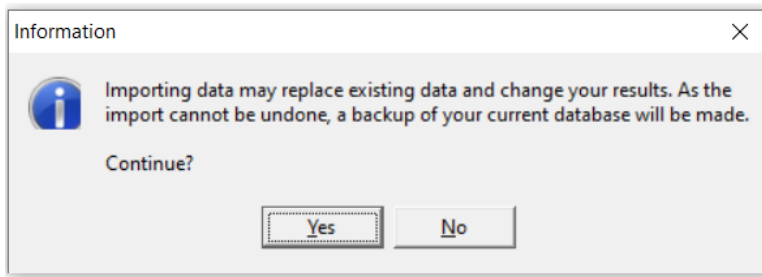 Information
Importing data may replace existing data and change your results. As the
import cannot be undone, a backup of your current database will be made.
Continue?
Yes
No